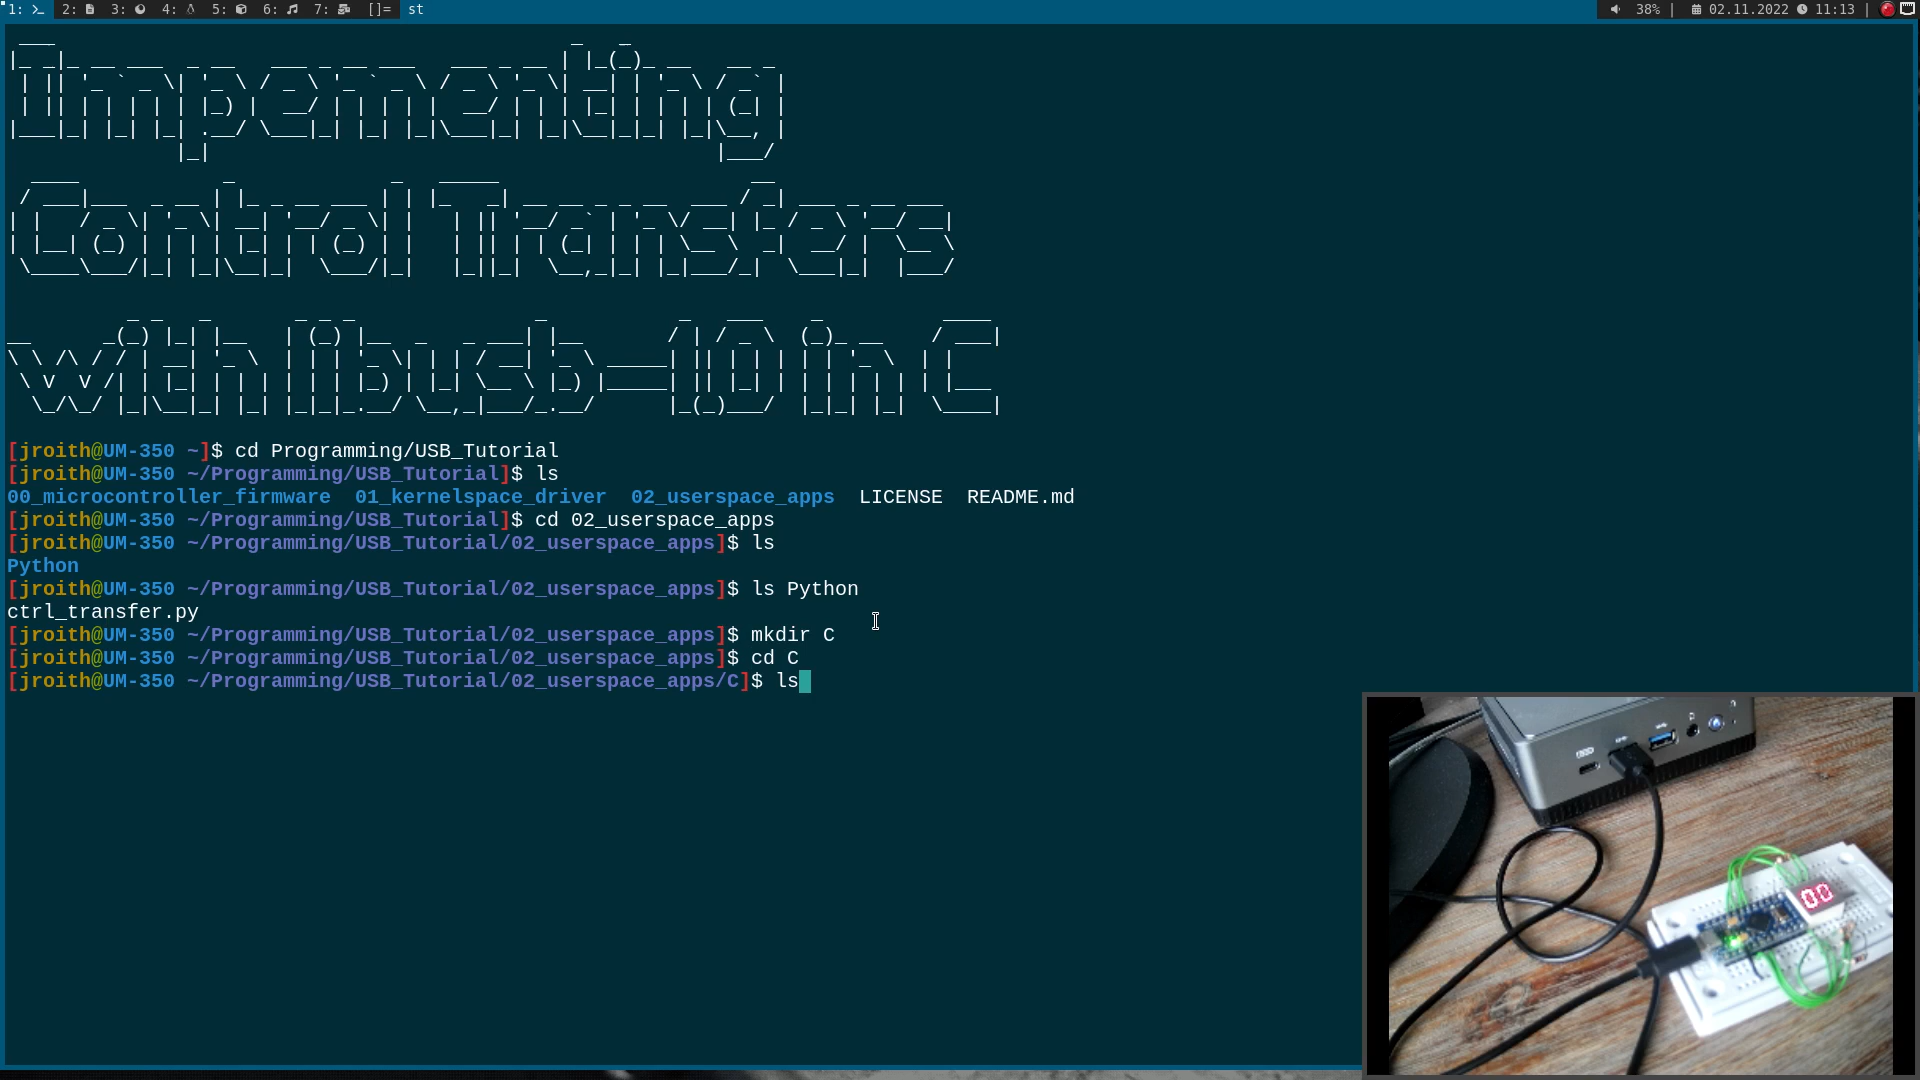 1: 2: 3: 4: 5: 6: 7: []= st 38% | 02.11.2022 11:13 |
Impementing
Control Transfers
with libusb-1.0 in C
[jroith@UM-350 ~]$ cd Programming/USB_Tutorial
[jroith@UM-350 ~/Programming/USB_Tutorial]$ ls
00_microcontroller_firmware 01_kernelspace_driver 02_userspace_apps LICENSE README.md
[jroith@UM-350 ~/Programming/USB_Tutorial]$ cd 02_userspace_apps
[jroith@UM-350 ~/Programming/USB_Tutorial/02_userspace_apps]$ ls
Python
[jroith@UM-350 ~/Programming/USB_Tutorial/02_userspace_apps]$ ls Python
ctrl_transfer.py
[jroith@UM-350 ~/Programming/USB_Tutorial/02_userspace_apps]$ mkdir C
[jroith@UM-350 ~/Programming/USB_Tutorial/02_userspace_apps]$ cd C
[jroith@UM-350 ~/Programming/USB_Tutorial/02_userspace_apps/C]$ ls
00